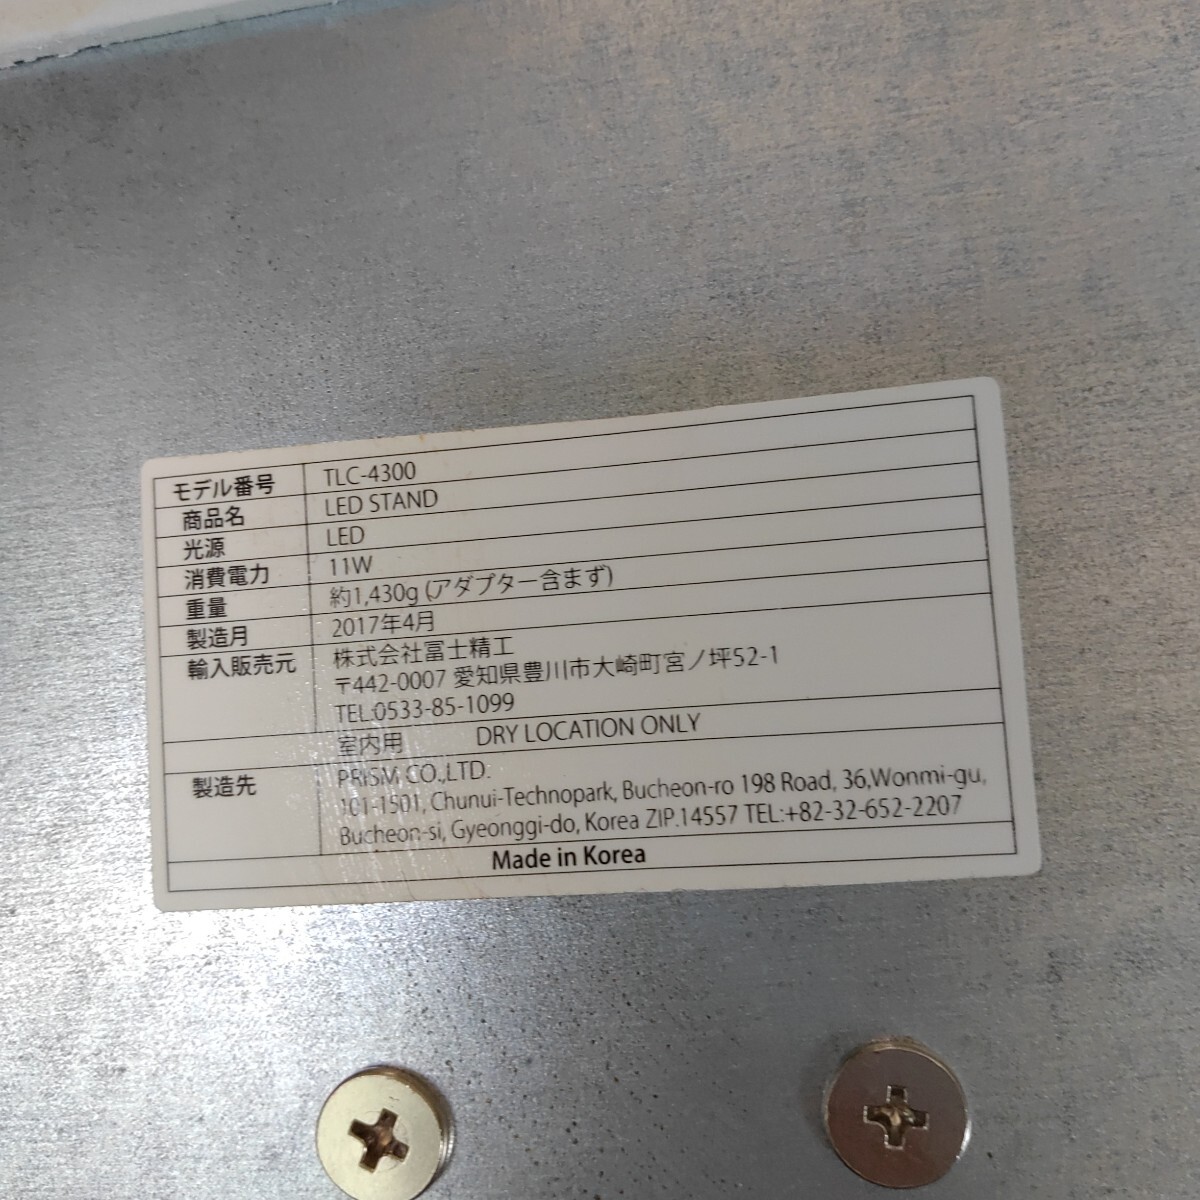 モデル番号 TLC-4300
商品名 LED STAND
光源 LED
消費電力 11W
重量 約1,430g (アダプター含まず)
製造月 2017年4月
輸入販売元 株式会社冨士精工
〒442-0007 愛知県豊川市大崎町宮ノ坪52-1
TEL:0533-85-1099
室内用 DRY LOCATION ONLY
製造先 PRISM CO.,LTD.
101-1501, Chunui-Technopark, Bucheon-ro 198 Road, 36,Wonmi-gu,
Bucheon-si, Gyeonggi-do, Korea ZIP.14557 TEL:+82-32-652-2207
Made in Korea